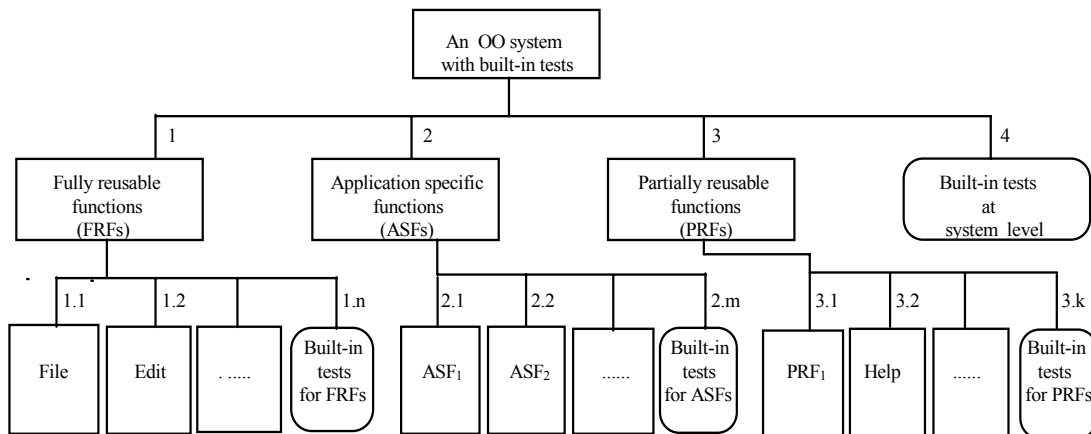 An OO system
with built-in tests
1
2
3
4
Fully reusable
functions
(FRFs)
Application specific
functions
(ASFs)
Partially reusable
functions
(PRFs)
Built-in tests
at
system level
1.1
1.2
1.n
2.1
2.2
2.m
3.1
3.2
3.k
File
Edit
. .....
Built-in
tests
for FRFs
ASF₁
ASF₂
......
Built-in
tests
for ASFs
PRF₁
Help
......
Built-in
tests
for PRFs